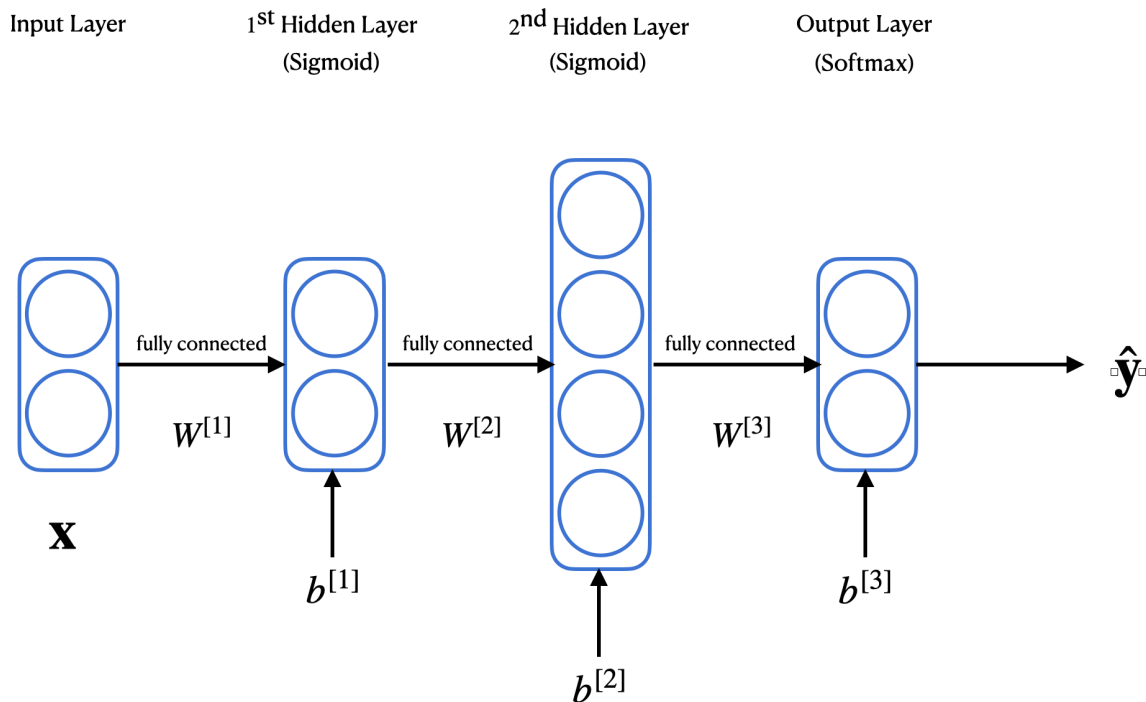 Input Layer
1st Hidden Layer
(Sigmoid)
2nd Hidden Layer
(Sigmoid)
Output Layer
(Softmax)
fully connected
fully connected
fully connected
W[1]
W[2]
W[3]
ŷ
x
b[1]
b[2]
b[3]